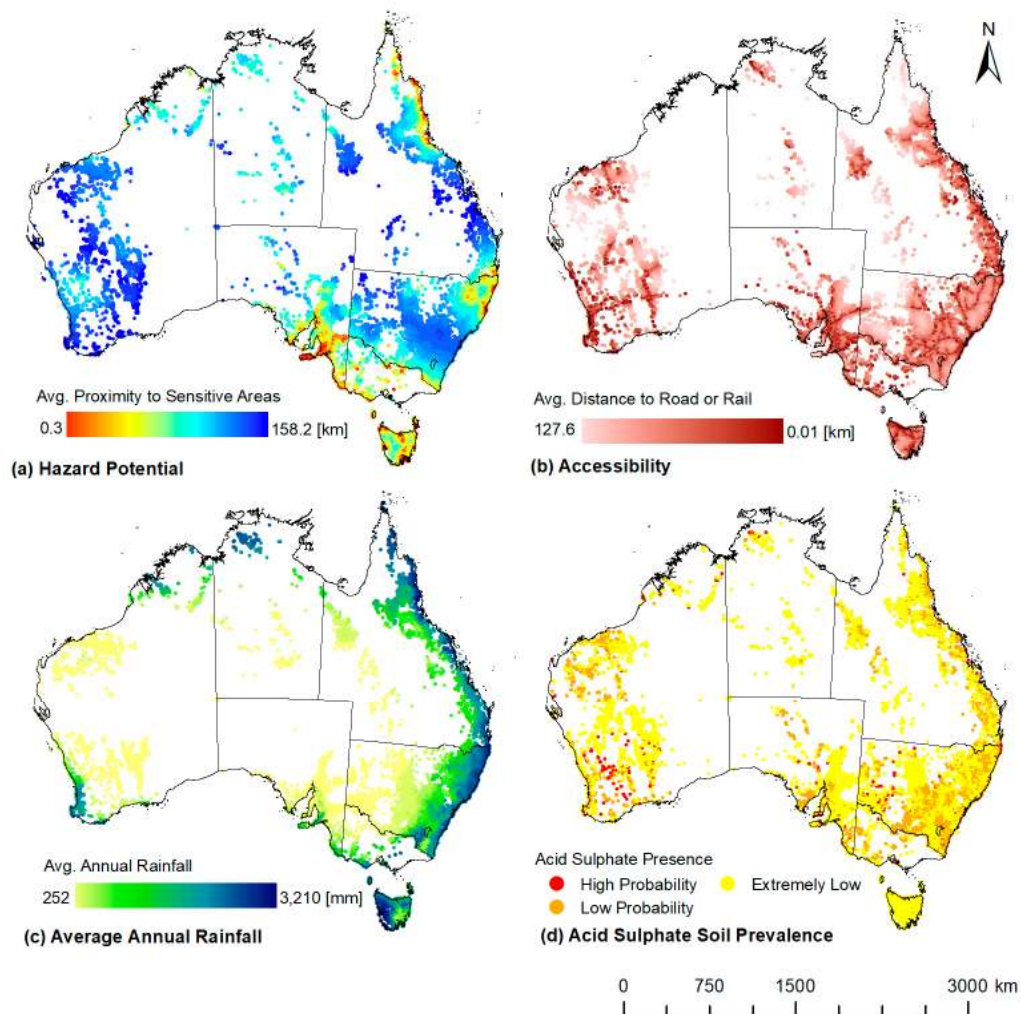 N
Avg. Proximity to Sensitive Areas
0.3 158.2 [km]
(a) Hazard Potential
Avg. Distance to Road or Rail
127.6 0.01 [km]
(b) Accessibility
Avg. Annual Rainfall
252 3,210 [mm]
(c) Average Annual Rainfall
Acid Sulphate Presence
High Probability Extremely Low
Low Probability
(d) Acid Sulphate Soil Prevalence
0 750 1500 3000 km